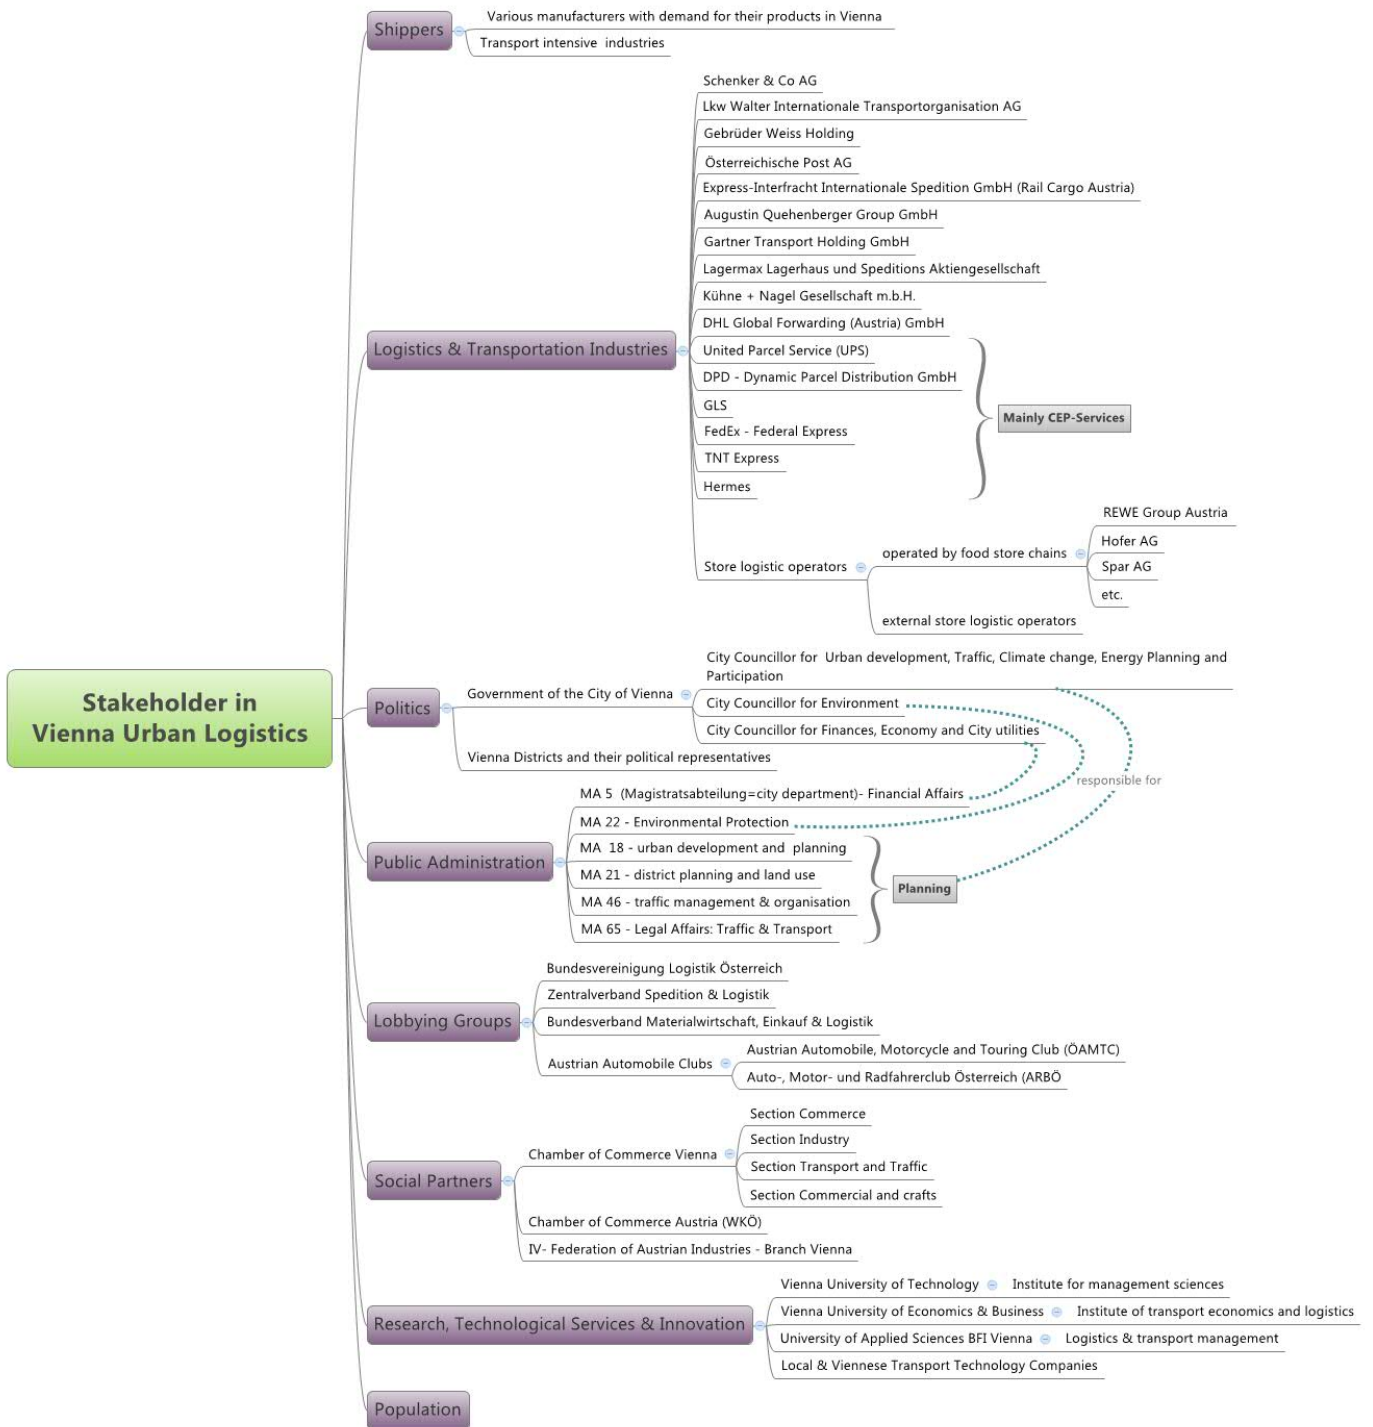 Shippers
Various manufacturers with demand for their products in Vienna
Transport intensive  industries
Schenker & Co AG
Lkw Walter Internationale Transportorganisation AG
Gebrüder Weiss Holding
Österreichische Post AG
Express-Interfracht Internationale Spedition GmbH (Rail Cargo Austria)
Augustin Quehenberger Group GmbH
Gartner Transport Holding GmbH
Lagermax Lagerhaus und Speditions Aktiengesellschaft
Kühne + Nagel Gesellschaft m.b.H.
DHL Global Forwarding (Austria) GmbH
Logistics & Transportation Industries
United Parcel Service (UPS)
DPD - Dynamic Parcel Distribution GmbH
GLS
Mainly CEP-Services
FedEx - Federal Express
TNT Express
Hermes
Store logistic operators
operated by food store chains
REWE Group Austria
Hofer AG
Spar AG
etc.
external store logistic operators
Stakeholder in
Vienna Urban Logistics
Politics
Government of the City of Vienna
City Councillor for  Urban development, Traffic, Climate change, Energy Planning and
Participation
City Councillor for Environment
City Councillor for Finances, Economy and City utilities
Vienna Districts and their political representatives
responsible for
Public Administration
MA 5  (Magistratsabteilung=city department)- Financial Affairs
MA 22 - Environmental Protection
MA  18 - urban development and  planning
MA 21 - district planning and land use
Planning
MA 46 - traffic management & organisation
MA 65 - Legal Affairs: Traffic & Transport
Lobbying Groups
Bundesvereinigung Logistik Österreich
Zentralverband Spedition & Logistik
Bundesverband Materialwirtschaft, Einkauf & Logistik
Austrian Automobile Clubs
Austrian Automobile, Motorcycle and Touring Club (ÖAMTC)
Auto-, Motor- und Radfahrerclub Österreich (ARBÖ
Social Partners
Chamber of Commerce Vienna
Section Commerce
Section Industry
Section Transport and Traffic
Section Commercial and crafts
Chamber of Commerce Austria (WKÖ)
IV- Federation of Austrian Industries - Branch Vienna
Research, Technological Services & Innovation
Vienna University of Technology
Institute for management sciences
Vienna University of Economics & Business
Institute of transport economics and logistics
University of Applied Sciences BFI Vienna
Logistics & transport management
Local & Viennese Transport Technology Companies
Population